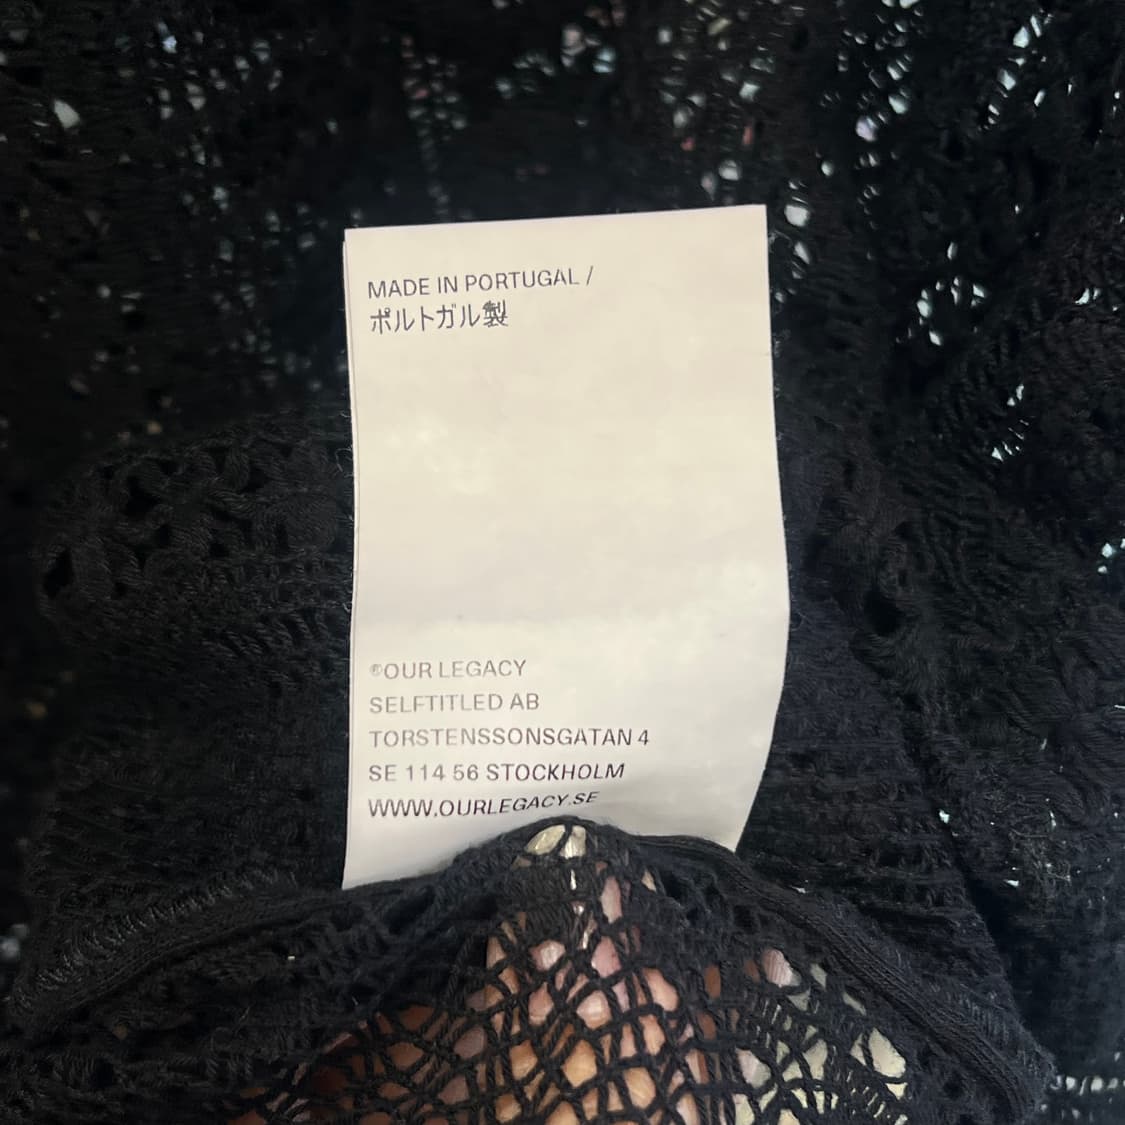 MADE IN PORTUGAL /
ポルトガル製
®OUR LEGACY
SELFTITLED AB
TORSTENSSONSGATAN 4
SE 114 56 STOCKHOLM
WWW.OURLEGACY.SE